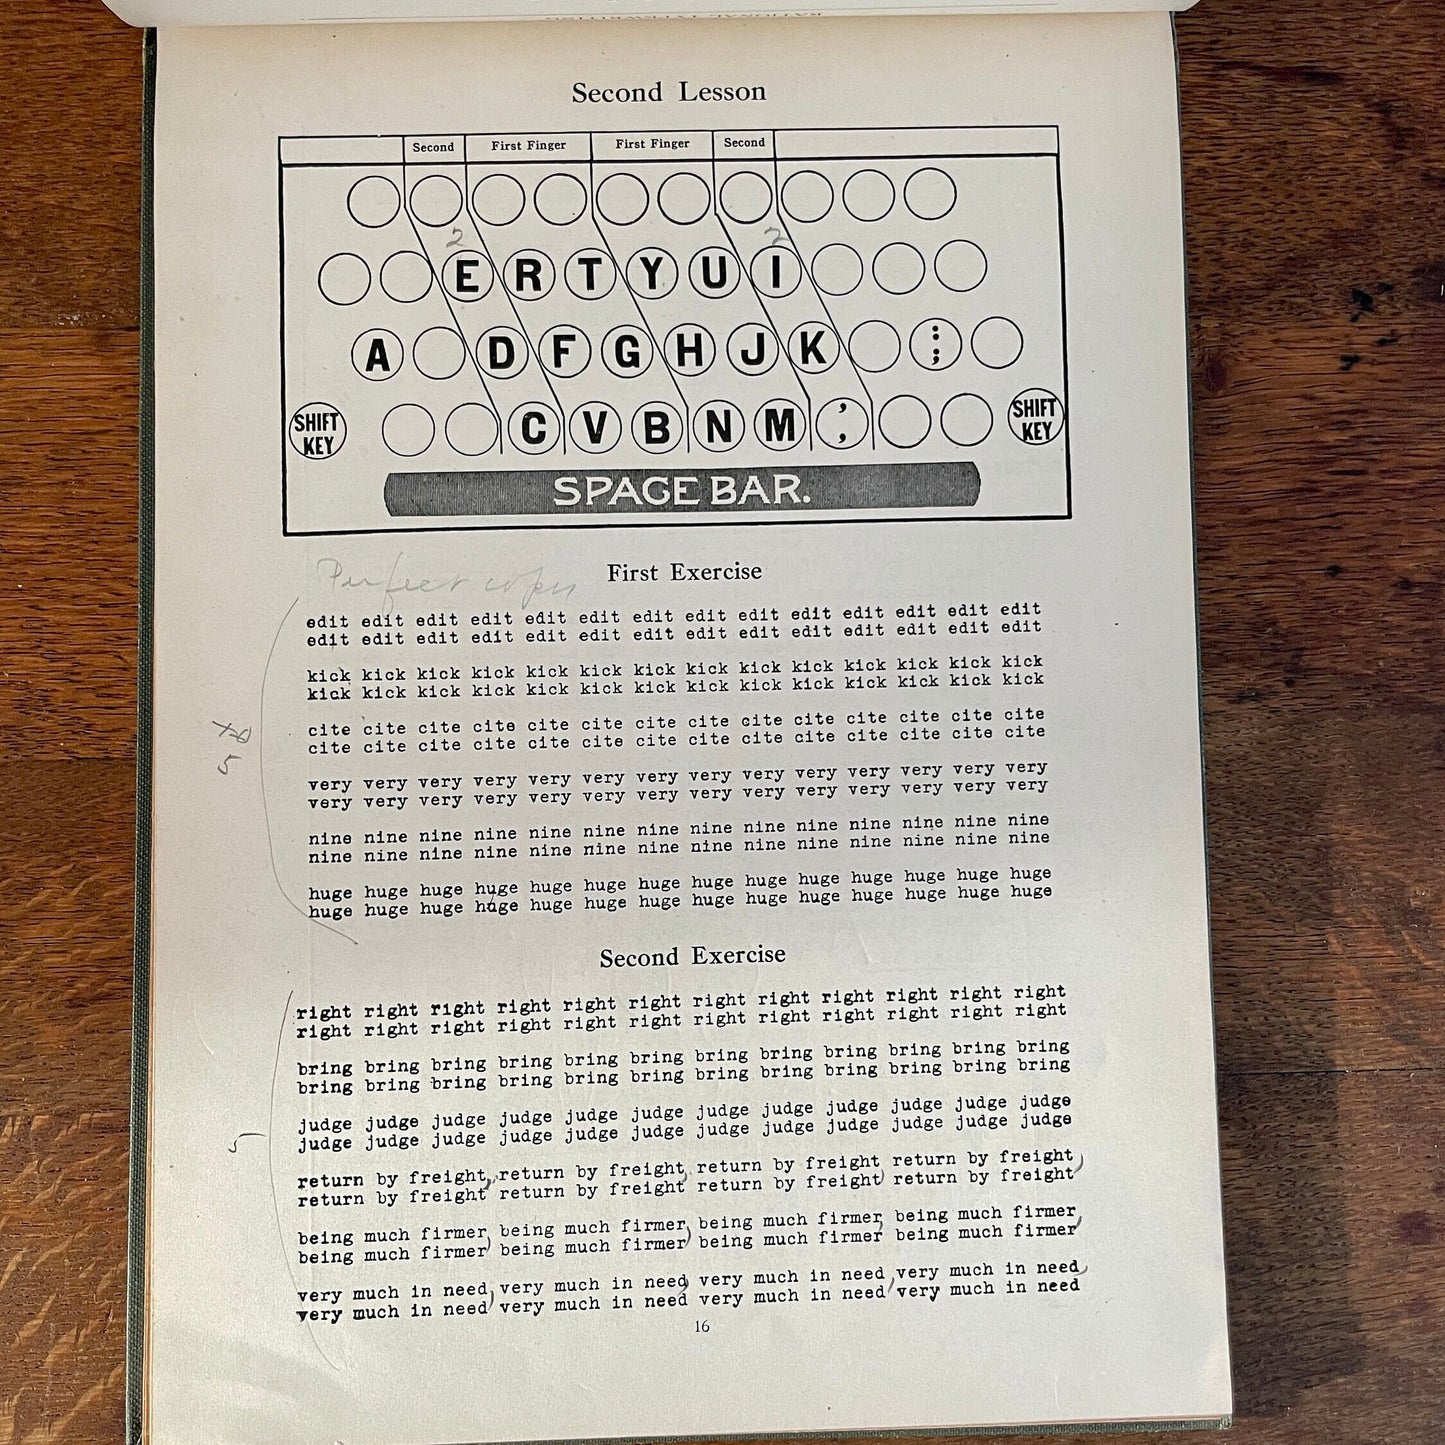 Second Lesson
Second First Finger First Finger Second
2 2
E R T Y U I
A D F G H J K : ;
SHIFT KEY C V B N M , , SHIFT KEY
SPACE BAR.
Perfect copy
First Exercise
edit edit edit edit edit edit edit edit edit edit edit edit edit edit
edit edit edit edit edit edit edit edit edit edit edit edit edit edit
kick kick kick kick kick kick kick kick kick kick kick kick kick kick
kick kick kick kick kick kick kick kick kick kick kick kick kick kick
cite cite cite cite cite cite cite cite cite cite cite cite cite cite
cite cite cite cite cite cite cite cite cite cite cite cite cite cite
5
very very very very very very very very very very very very very very
very very very very very very very very very very very very very very
nine nine nine nine nine nine nine nine nine nine nine nine nine nine
nine nine nine nine nine nine nine nine nine nine nine nine nine nine
huge huge huge huge huge huge huge huge huge huge huge huge huge huge
huge huge huge huge huge huge huge huge huge huge huge huge huge huge
Second Exercise
right right right right right right right right right right right right
right right right right right right right right right right right right
bring bring bring bring bring bring bring bring bring bring bring bring
bring bring bring bring bring bring bring bring bring bring bring bring
judge judge judge judge judge judge judge judge judge judge judge judge
judge judge judge judge judge judge judge judge judge judge judge judge
5
return by freight, return by freight, return by freight return by freight,
return by freight return by freight return by freight return by freight
being much firmer, being much firmer, being much firmer, being much firmer,
being much firmer being much firmer being much firmer being much firmer
very much in need, very much in need, very much in need, very much in need,
very much in need very much in need very much in need very much in need
16